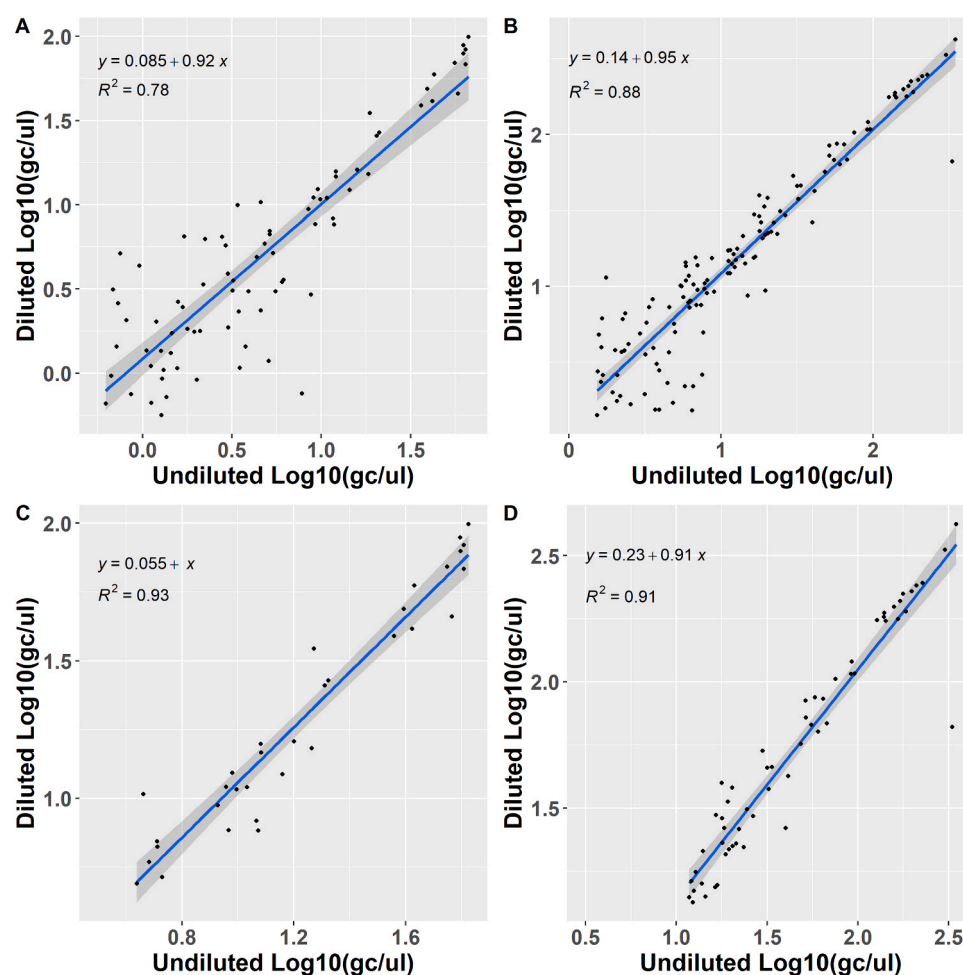 A
2.0
1.5
1.0
0.5
0.0
Diluted Log10(gc/ul)
y = 0.085 + 0.92 x
R² = 0.78
0.0 0.5 1.0 1.5
Undiluted Log10(gc/ul)
B
2
1
Diluted Log10(gc/ul)
y = 0.14 + 0.95 x
R² = 0.88
0 1 2
Undiluted Log10(gc/ul)
C
2.0
1.5
1.0
Diluted Log10(gc/ul)
y = 0.055 + x
R² = 0.93
0.8 1.2 1.6
Undiluted Log10(gc/ul)
D
2.5
2.0
1.5
Diluted Log10(gc/ul)
y = 0.23 + 0.91 x
R² = 0.91
0.5 1.0 1.5 2.0 2.5
Undiluted Log10(gc/ul)